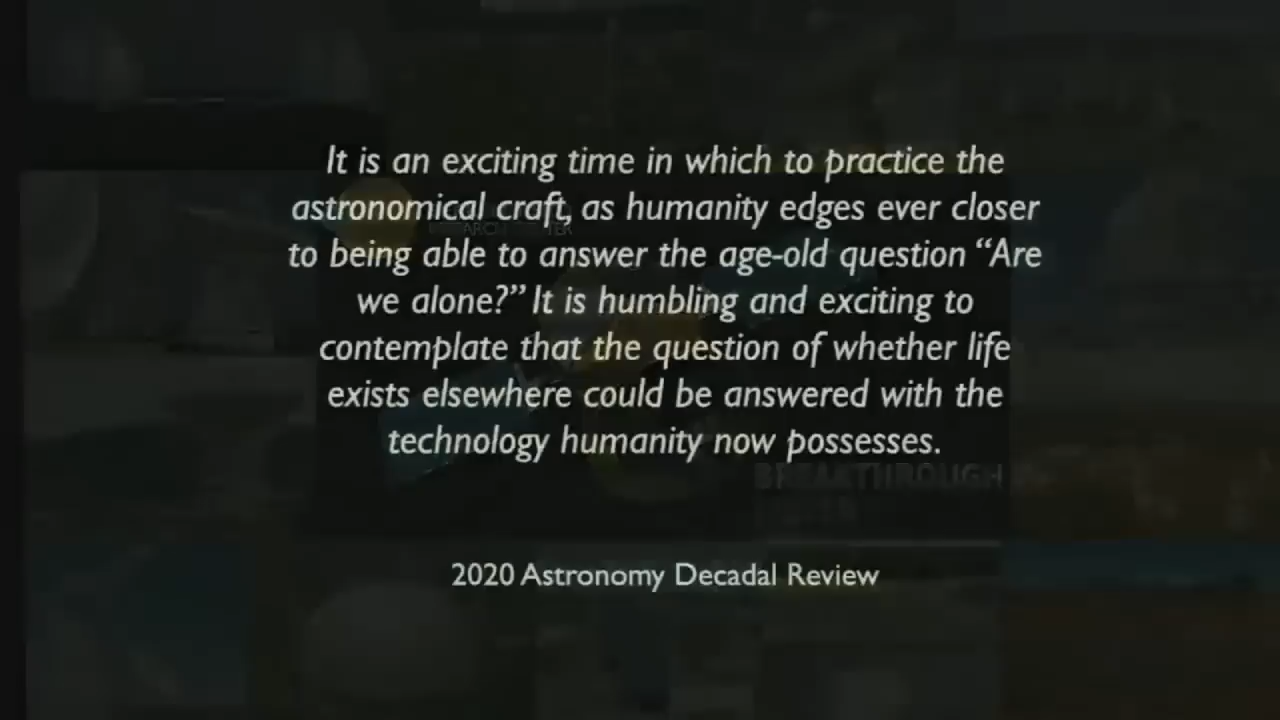 It is an exciting time in which to practice the
astronomical craft, as humanity edges ever closer
to being able to answer the age-old question “Are
we alone?” It is humbling and exciting to
contemplate that the question of whether life
exists elsewhere could be answered with the
technology humanity now possesses.
BREAKTHROUGH
2020 Astronomy Decadal Review